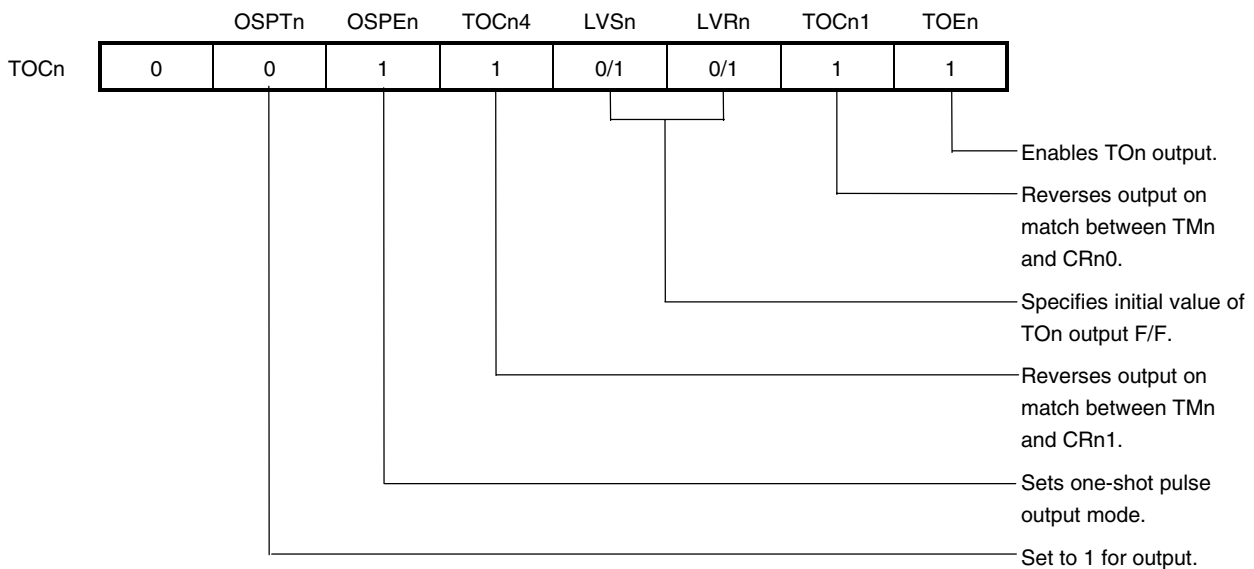 OSPTn OSPEn TOCn4 LVSn LVRn TOCn1 TOEn
TOCn 0 0 1 1 0/1 0/1 1 1
Enables TOn output.
Reverses output on
match between TMn
and CRn0.
Specifies initial value of
TOn output F/F.
Reverses output on
match between TMn
and CRn1.
Sets one-shot pulse
output mode.
Set to 1 for output.